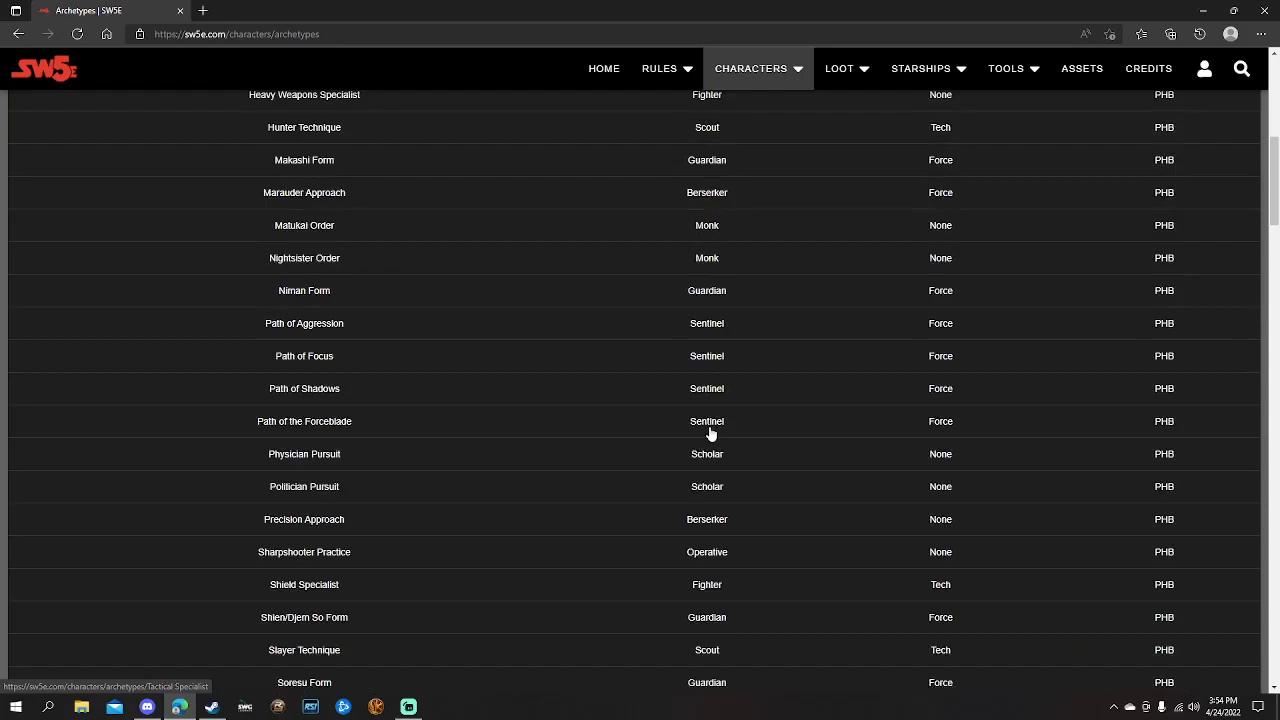 Archetypes | SW5E
https://sw5e.com/characters/archetypes
SW5E HOME RULES CHARACTERS LOOT STARSHIPS TOOLS ASSETS CREDITS
Heavy Weapons Specialist Fighter None PHB
Hunter Technique Scout Tech PHB
Makashi Form Guardian Force PHB
Marauder Approach Berserker Force PHB
Matukai Order Monk None PHB
Nightsister Order Monk None PHB
Niman Form Guardian Force PHB
Path of Aggression Sentinel Force PHB
Path of Focus Sentinel Force PHB
Path of Shadows Sentinel Force PHB
Path of the Forceblade Sentinel Force PHB
Physician Pursuit Scholar None PHB
Politician Pursuit Scholar None PHB
Precision Approach Berserker None PHB
Sharpshooter Practice Operative None PHB
Shield Specialist Fighter Tech PHB
Shien/Djem So Form Guardian Force PHB
Slayer Technique Scout Tech PHB
Soresu Form Guardian Force PHB
https://sw5e.com/characters/archetypes/Tactical Specialist
SWG
RSI
3:54 PM
4/24/2022